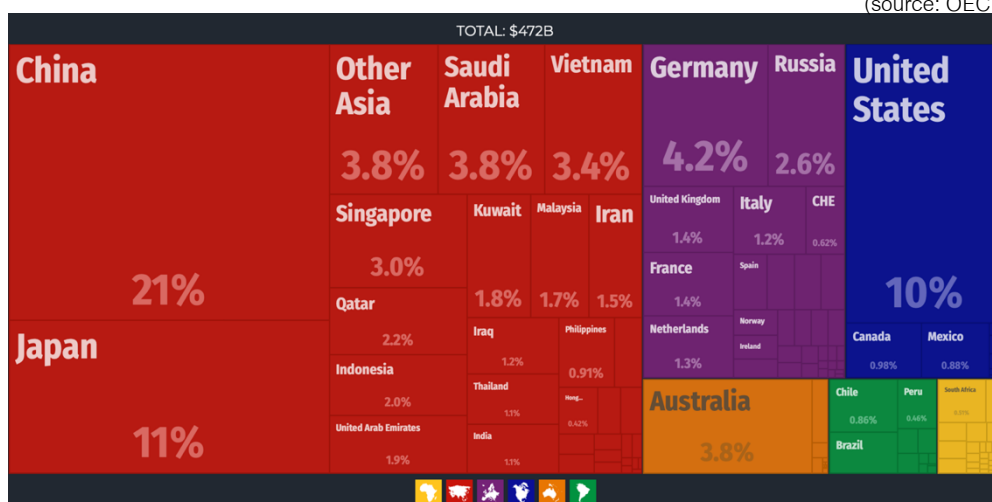 (source: OEC
TOTAL: $472B
China
21%
Japan
11%
Other
Asia
3.8%
Saudi
Arabia
3.8%
Vietnam
3.4%
Singapore
3.0%
Qatar
2.2%
Indonesia
2.0%
United Arab Emirates
1.9%
Kuwait
1.8%
Malaysia
1.7%
Iran
1.5%
Iraq
1.2%
Thailand
1.1%
India
1.1%
Philippines
0.91%
Hong...
0.42%
Germany
4.2%
Russia
2.6%
United Kingdom
1.4%
France
1.4%
Netherlands
1.3%
Italy
1.2%
CHE
0.62%
Spain
Norway
Ireland
United
States
10%
Canada
0.98%
Mexico
0.88%
Australia
3.8%
Chile
0.86%
Peru
0.46%
Brazil
South Africa